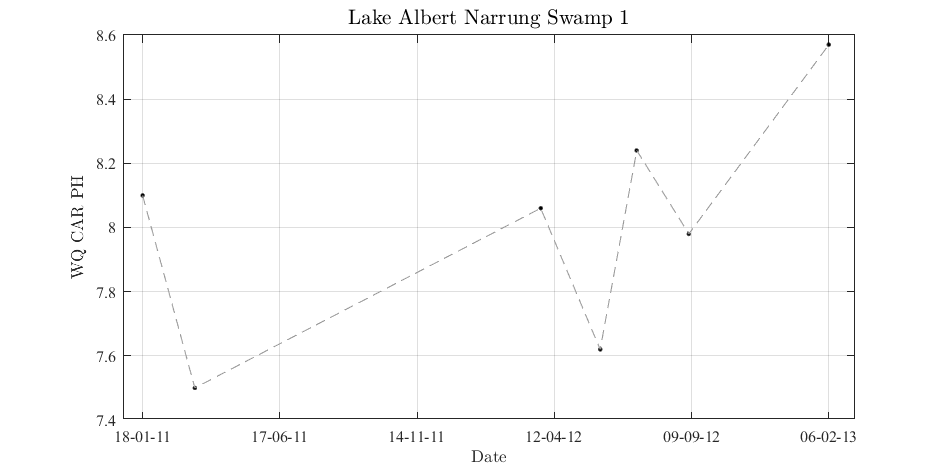 Lake Albert Narrung Swamp 1
8.6
8.4
8.2
8
7.8
7.6
7.4
WQ CAR PH
18-01-11 17-06-11 14-11-11 12-04-12 09-09-12 06-02-13
Date